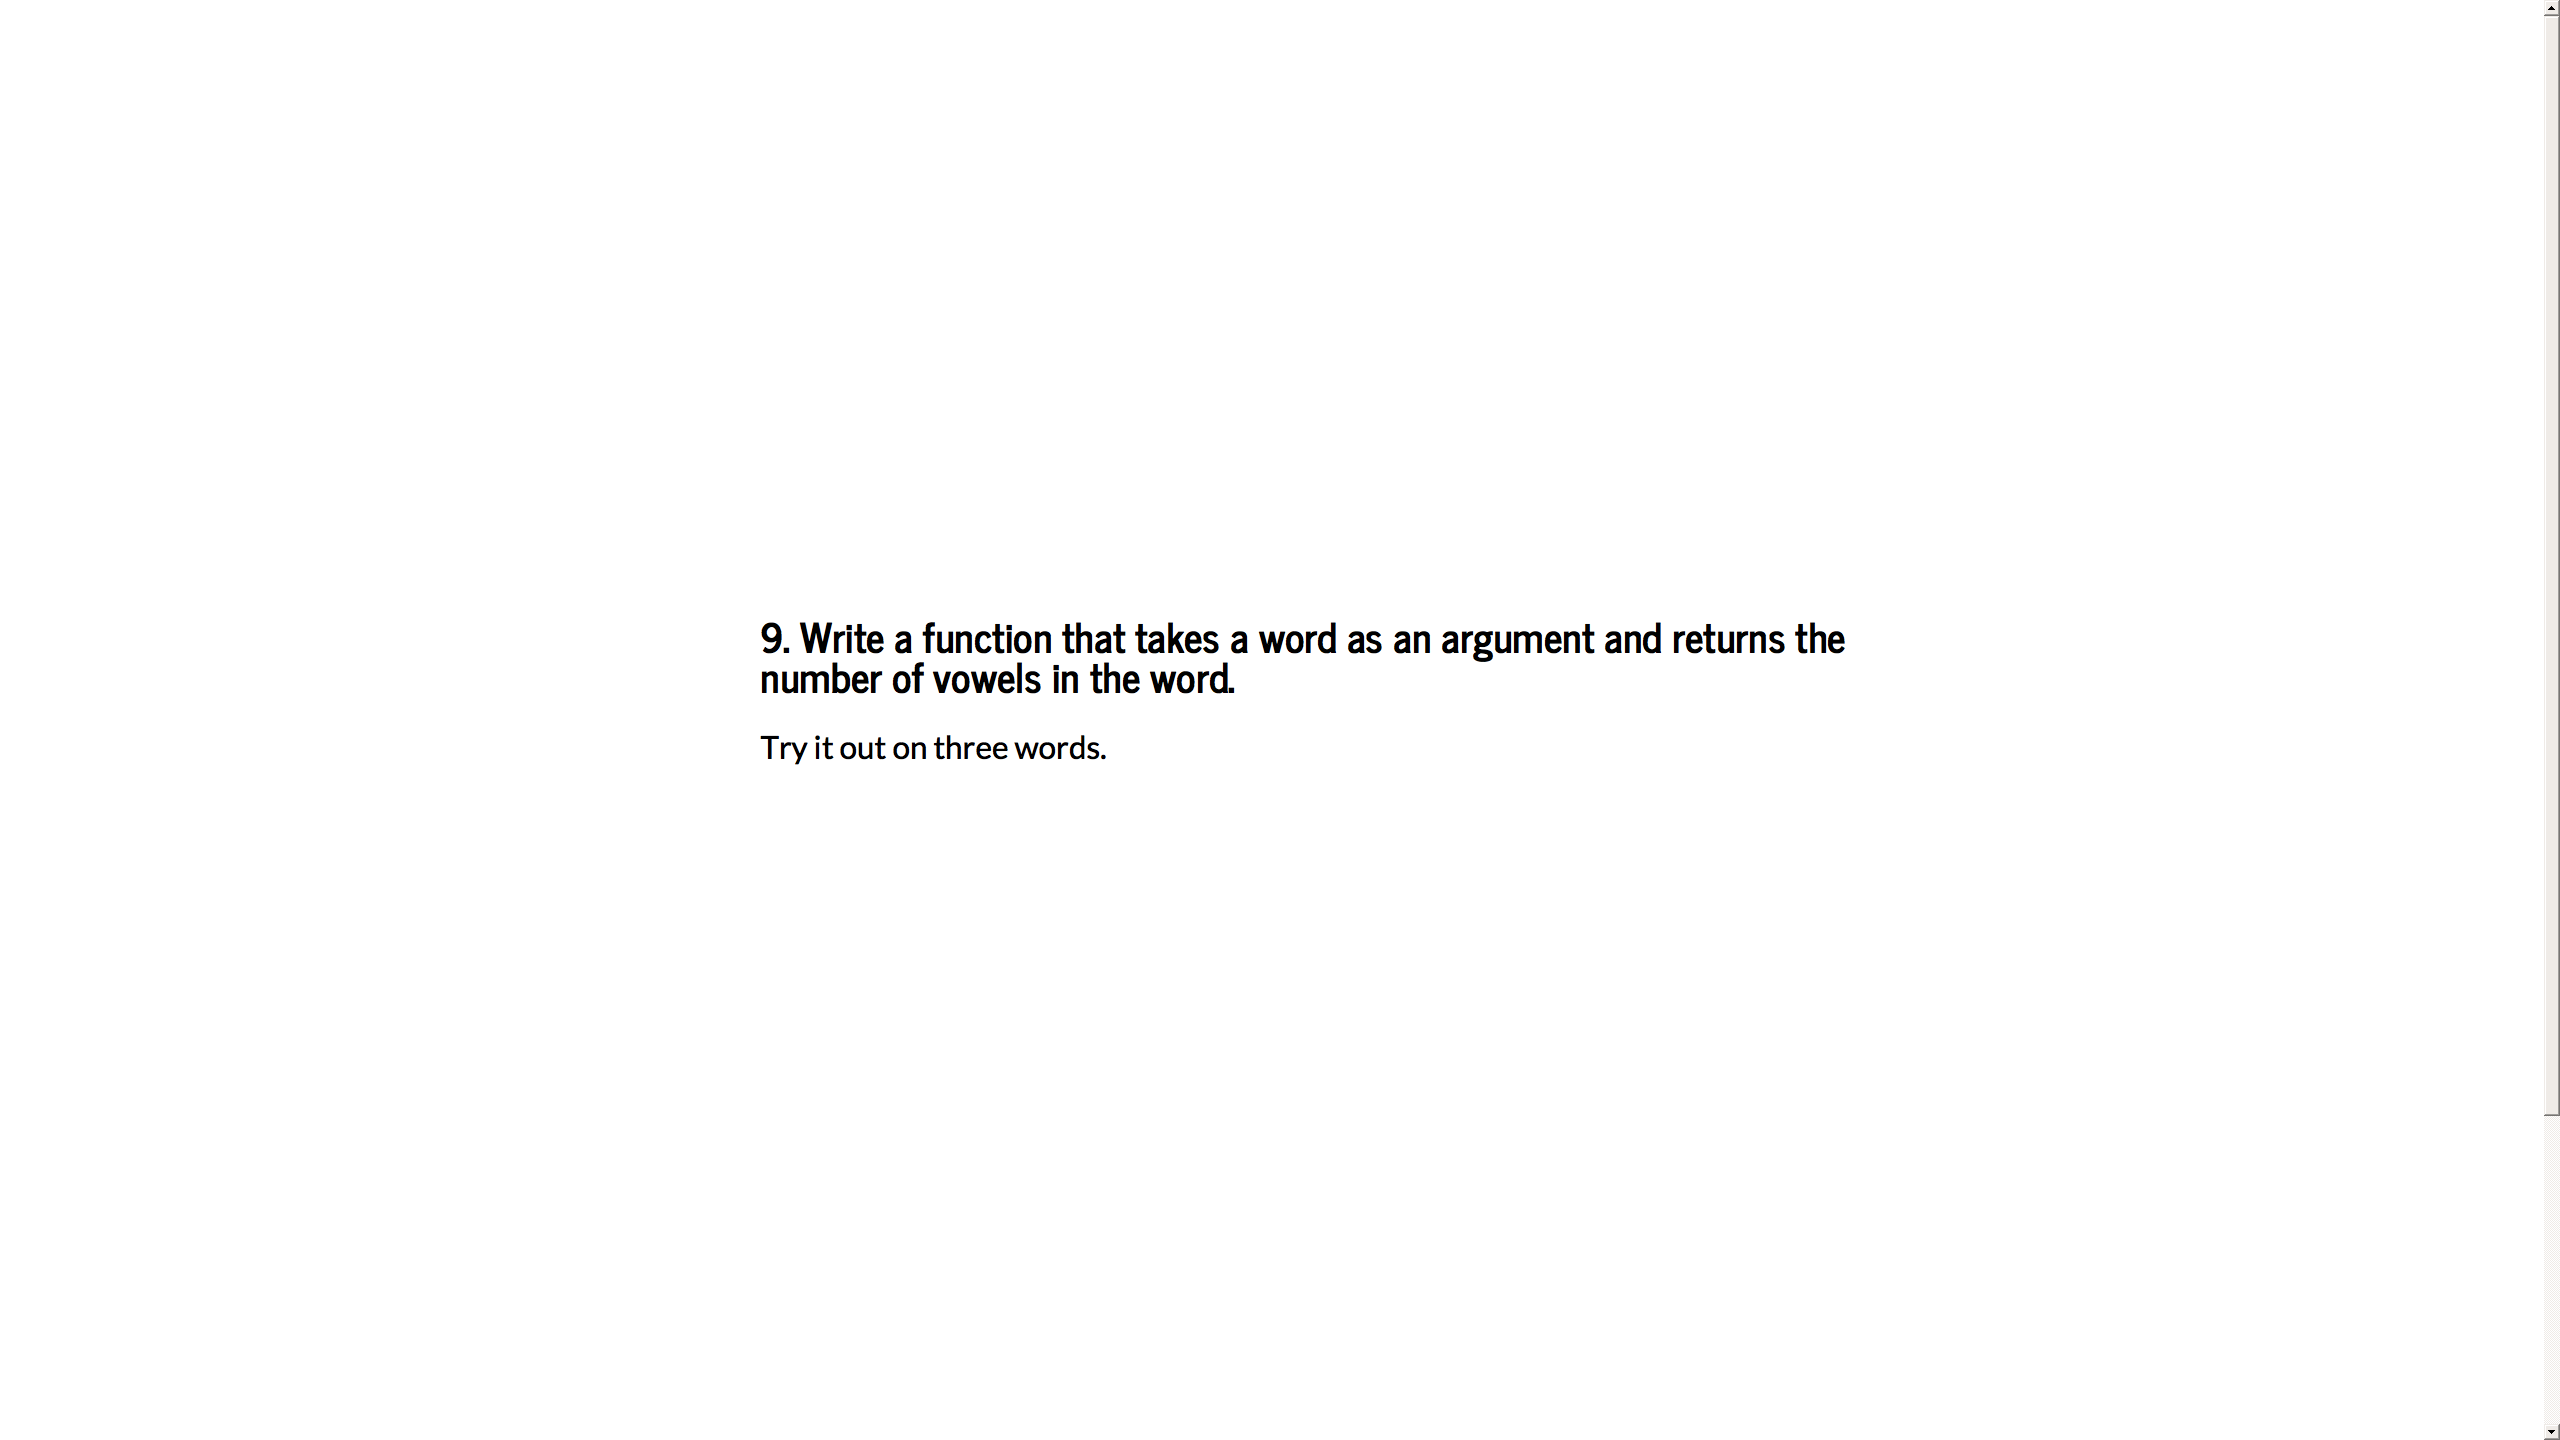 9. Write a function that takes a word as an argument and returns the
number of vowels in the word.
Try it out on three words.